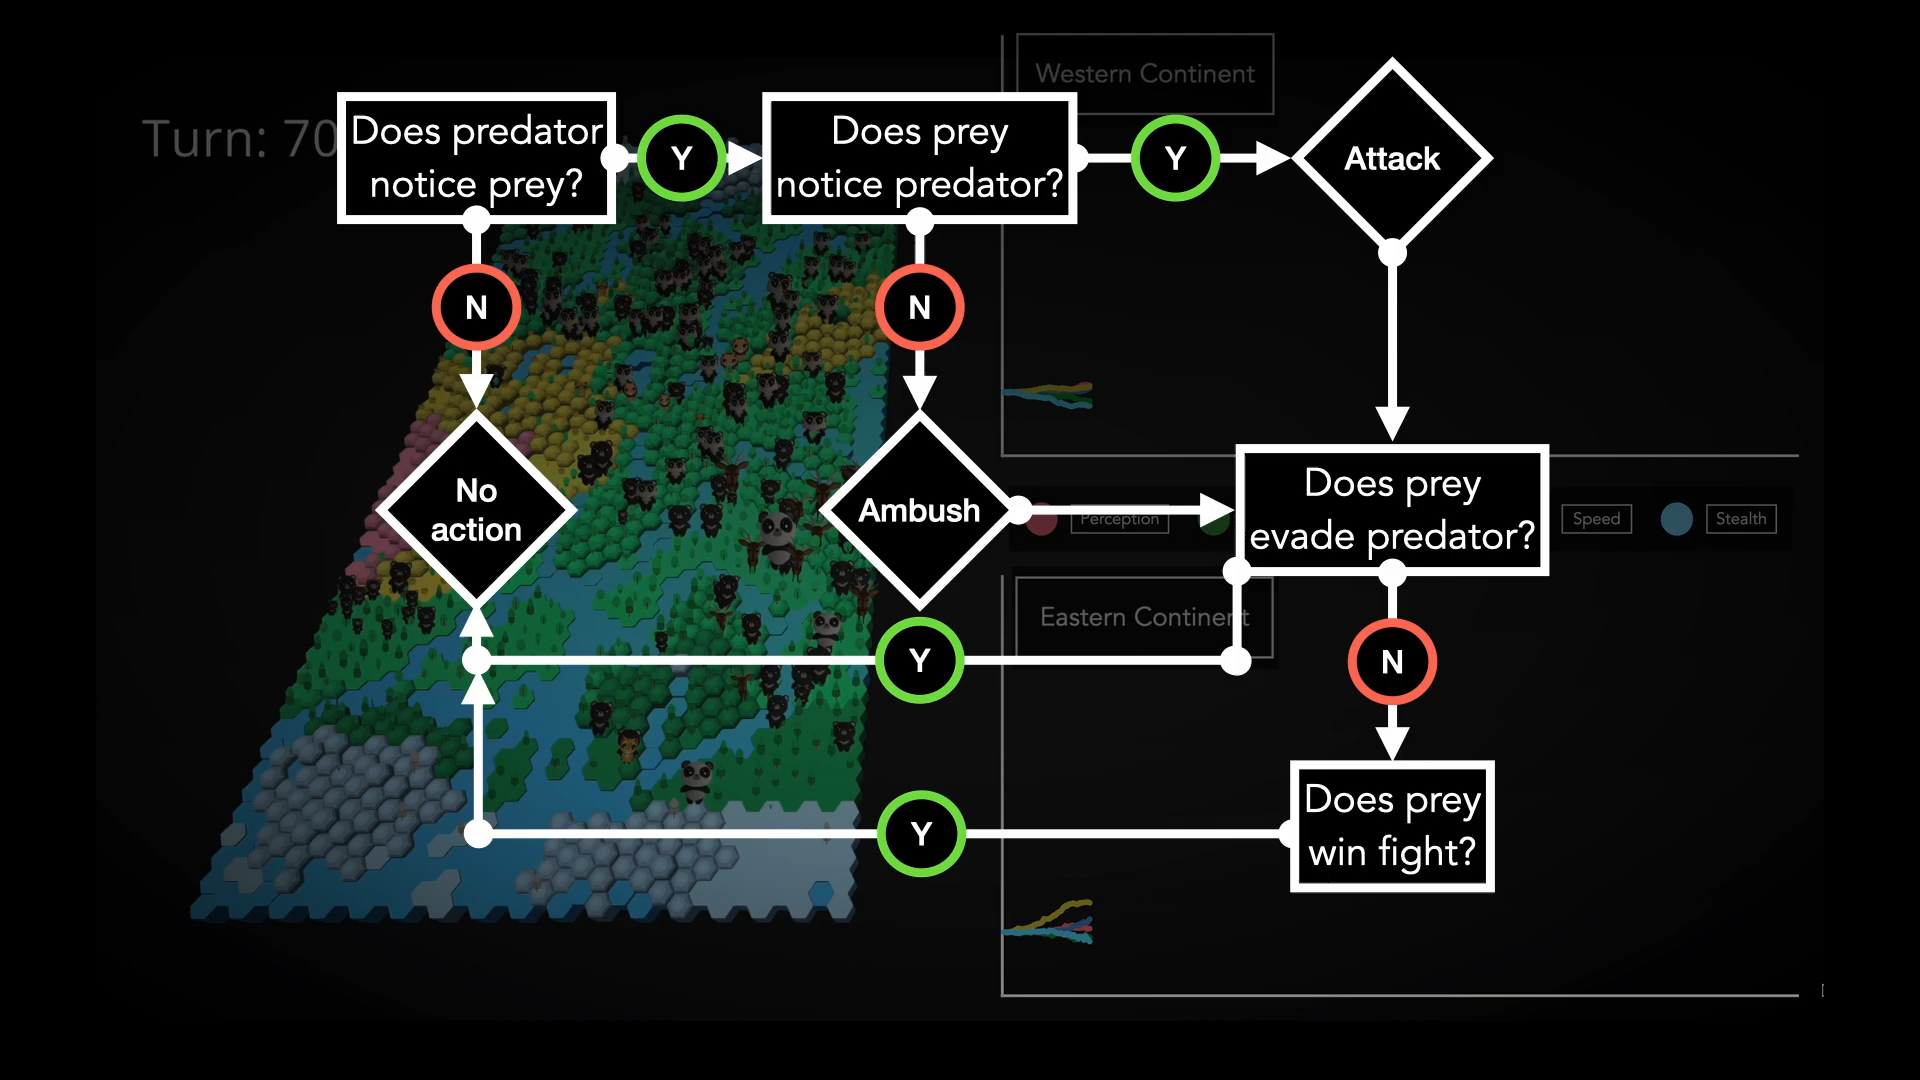 Western Continent
Turn: 70
Does predator
notice prey?
Y
Does prey
notice predator?
Y
Attack
N
N
No
action
Ambush
Does prey
evade predator?
Perception
Speed
Stealth
Eastern Continent
Y
N
Does prey
win fight?
Y